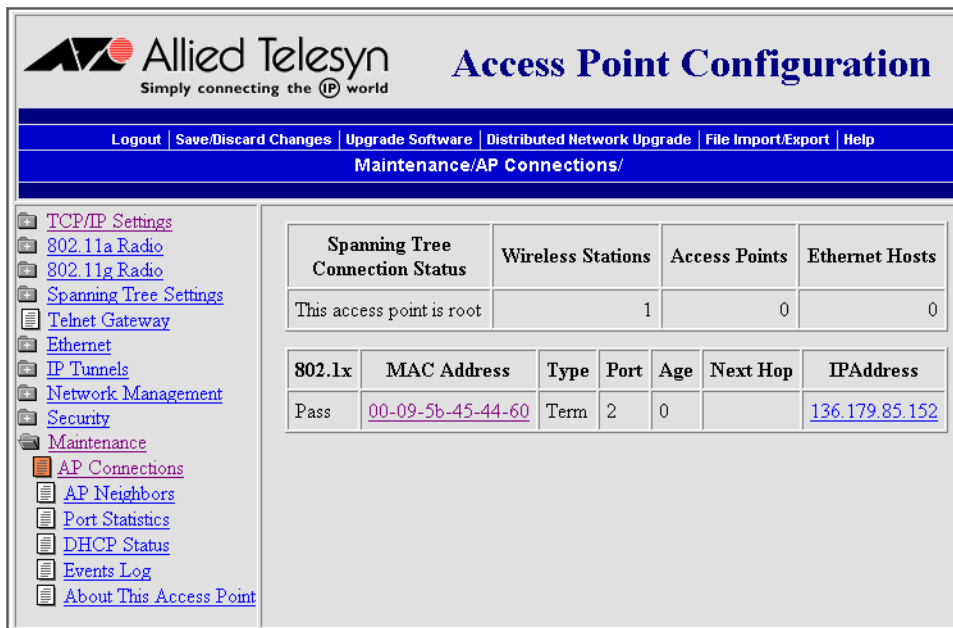 Allied Telesyn
Simply connecting the IP world
Access Point Configuration
Logout | Save/Discard Changes | Upgrade Software | Distributed Network Upgrade | File Import/Export | Help
Maintenance/AP Connections/
TCP/IP Settings
802.11a Radio
802.11g Radio
Spanning Tree Settings
Telnet Gateway
Ethernet
IP Tunnels
Network Management
Security
Maintenance
AP Connections
AP Neighbors
Port Statistics
DHCP Status
Events Log
About This Access Point
Spanning Tree
Connection Status
Wireless Stations
Access Points
Ethernet Hosts
This access point is root 1 0 0
802.1x MAC Address Type Port Age Next Hop IPAddress
Pass 00-09-5b-45-44-60 Term 2 0 136.179.85.152